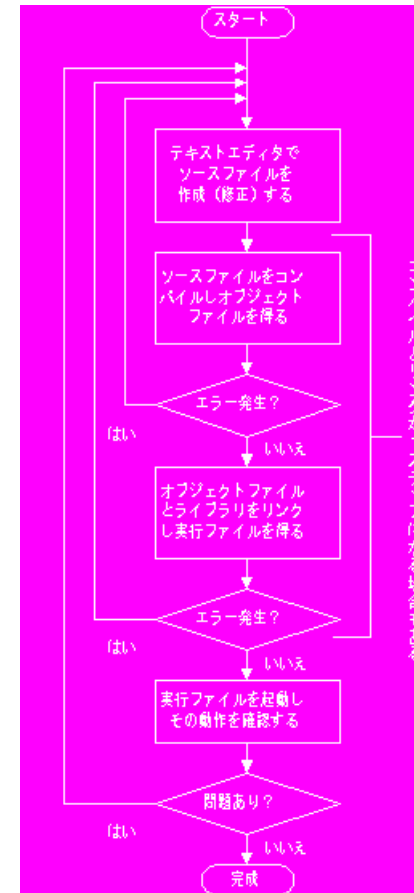 スタート
テキストエディタで
ソースファイルを
作成（修正）する
ソースファイルをコン
パイルしオブジェクト
ファイルを得る
エラー発生？
はい
いいえ
オブジェクトファイル
とライブラリをリンク
し実行ファイルを得る
エラー発生？
はい
いいえ
実行ファイルを起動し
その動作を確認する
問題あり？
はい
いいえ
完成